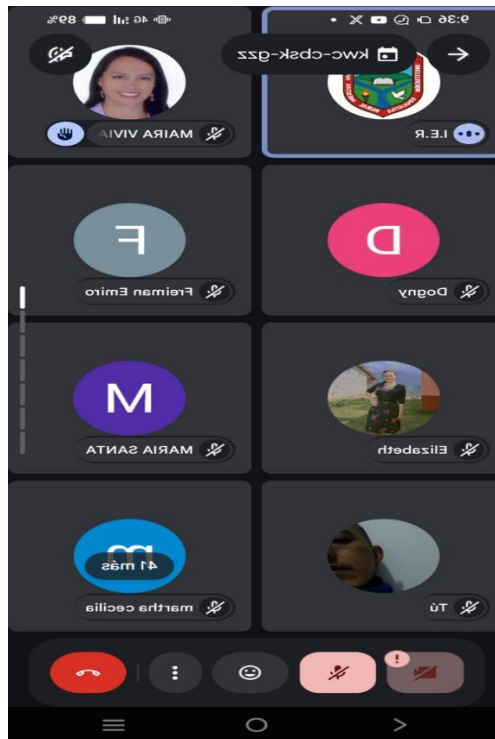 9:36
4G 89%
kwc-cbsk-gzz
I.E.R.
MAIRA VIVIA
D
Dogny
F
Freiman Emiro
Elizabeth
M
MARIA SANTA
Tú
m
41 más
martha cecilia